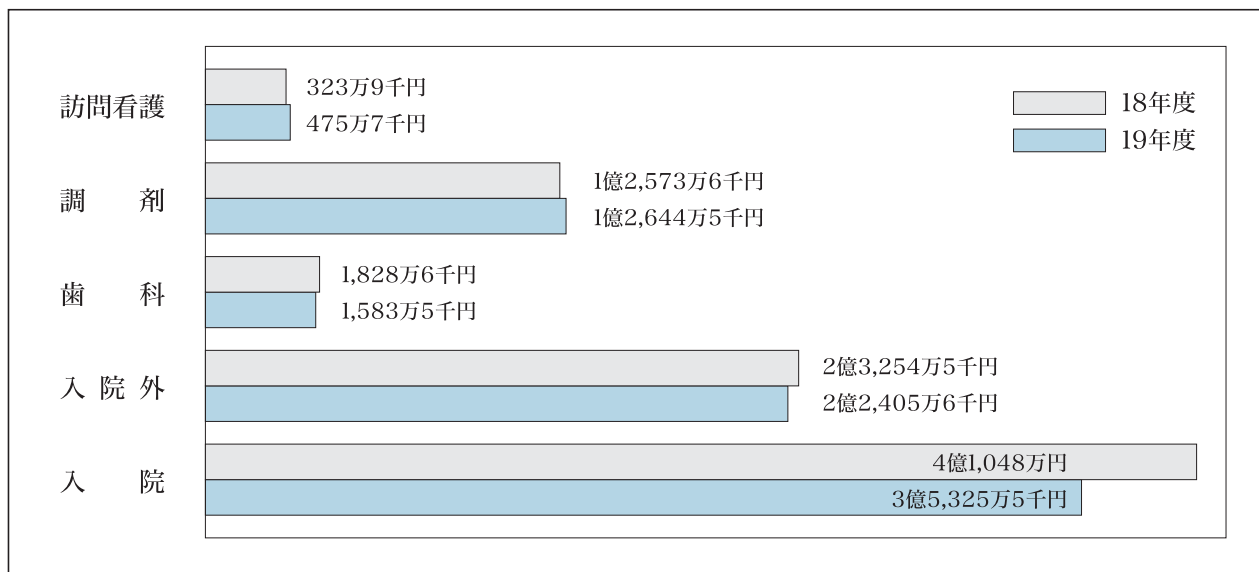 訪問看護
323万9千円
475万7千円
18年度
19年度
調剤
1億2,573万6千円
1億2,644万5千円
歯科
1,828万6千円
1,583万5千円
入院外
2億3,254万5千円
2億2,405万6千円
入院
4億1,048万円
3億5,325万5千円